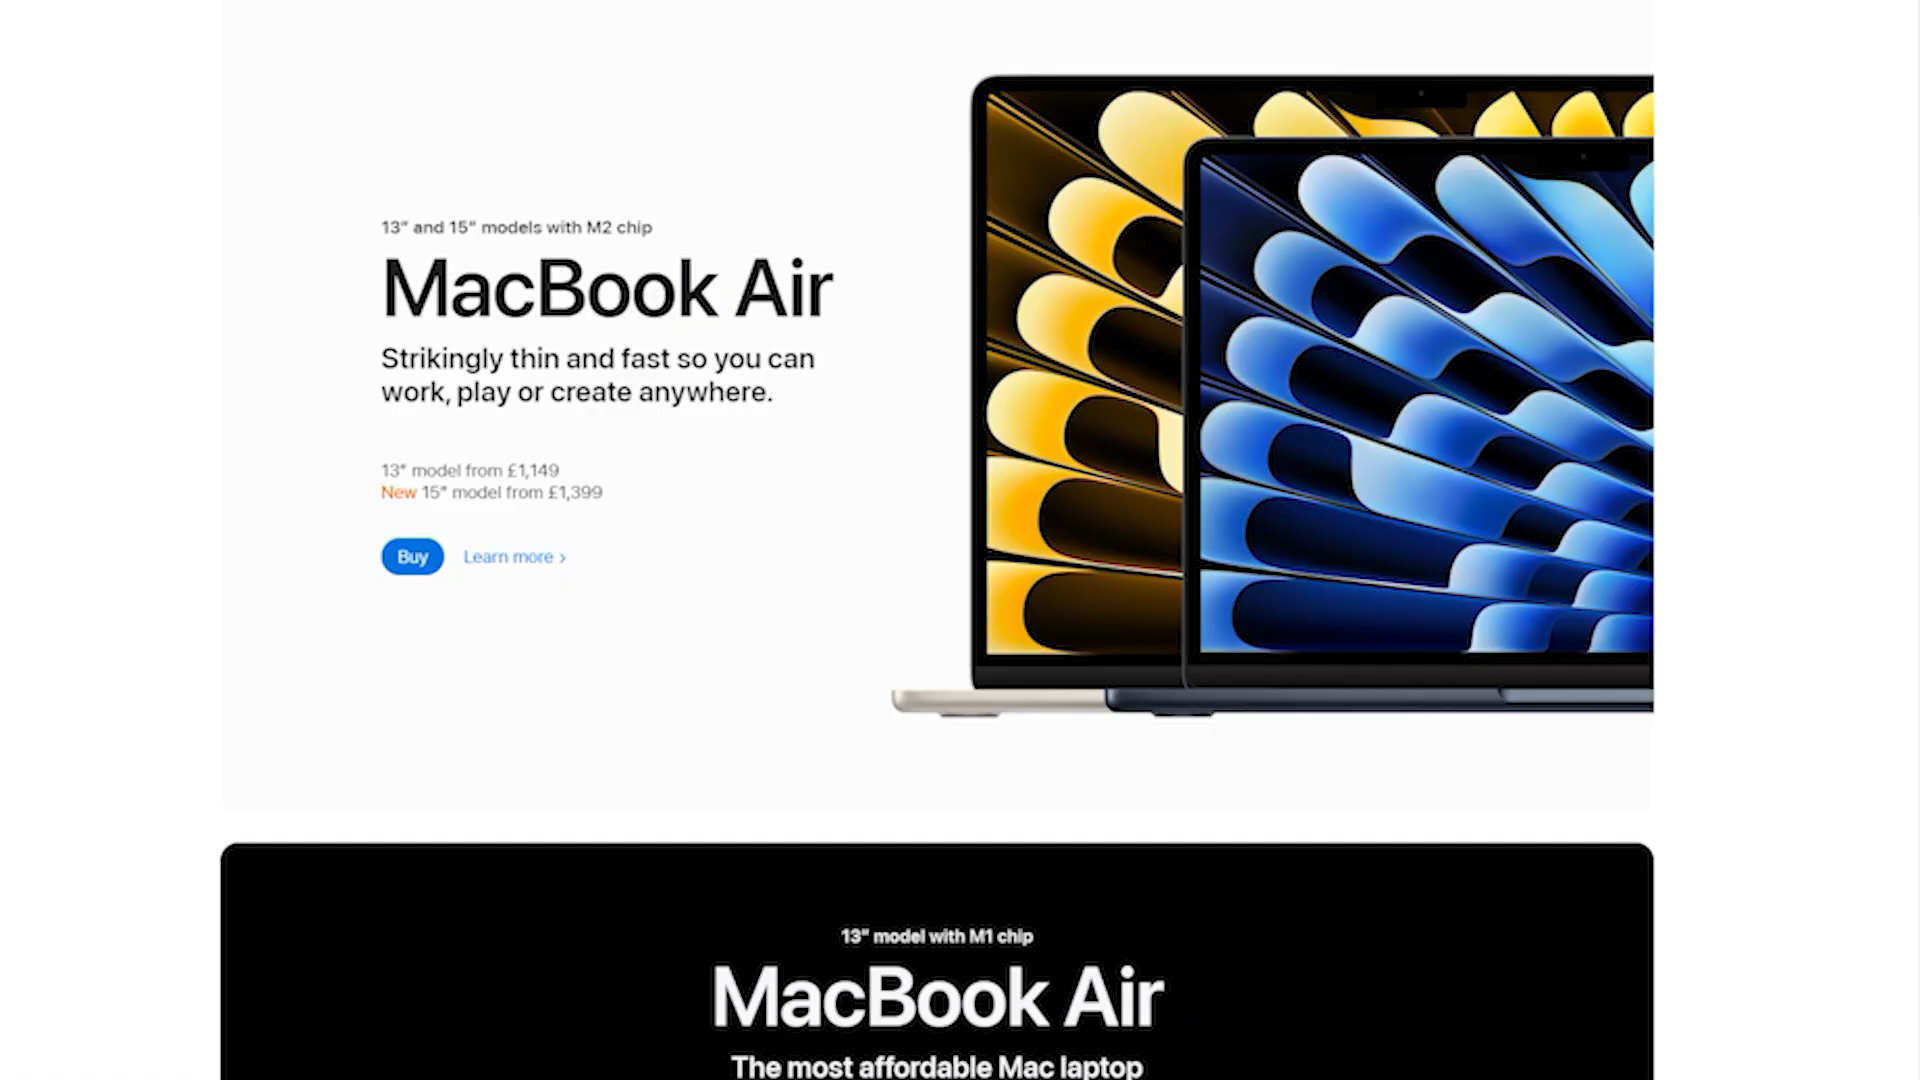 13″ and 15″ models with M2 chip
MacBook Air
Strikingly thin and fast so you can
work, play or create anywhere.
13″ model from £1,149
New 15″ model from £1,399
Buy Learn more ›
13″ model with M1 chip
MacBook Air
The most affordable Mac laptop